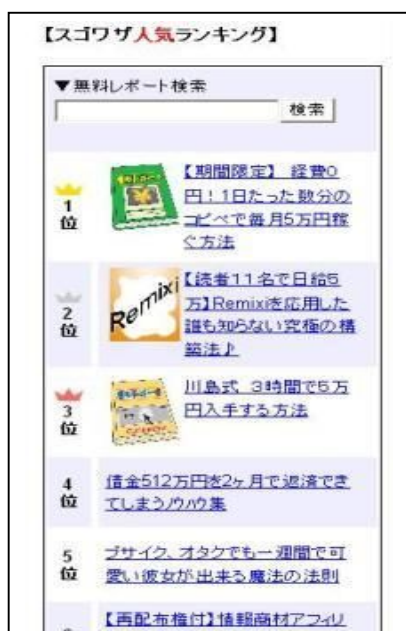 【スゴワザ人気ランキング】
▼無料レポート検索
検索
1
位
【期間限定】 経費0
円！1日たった数分の
コピペで毎月5万円稼
ぐ方法
2
位
Remixi
【読者11名で日給5
万】Remixiを応用した
誰も知らない究極の構
築法♪
3
位
川島式 3時間で5万
円入手する方法
4
位
借金512万円を2ヶ月で返済でき
てしまうノウハウ集
5
位
ブサイク、オタクでも一週間で可
愛い彼女が出来る魔法の法則
【再配布権付】情報商材アフィリ